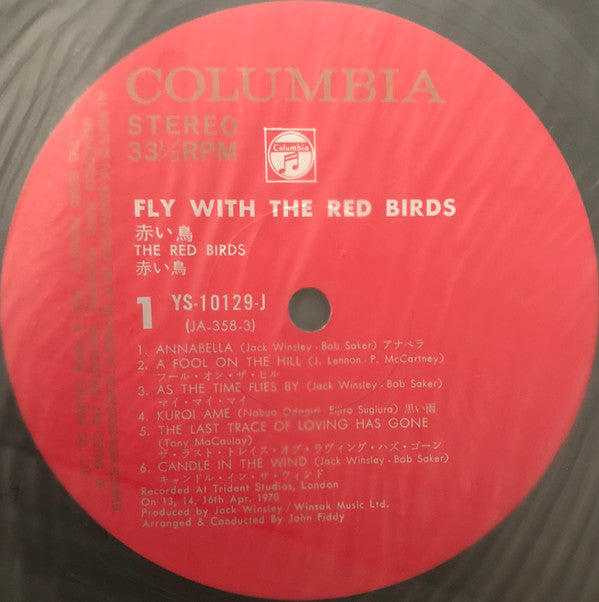 COLUMBIA
STEREO
33⅓ RPM
Columbia
FLY WITH THE RED BIRDS
赤い鳥
THE RED BIRDS
赤い鳥
1 YS-10129-J
(JA-358-3)
1. ANNABELLA (Jack Winsley · Bob Saker) アナベラ
2. A FOOL ON THE HILL (J. Lennon · P. McCartney)
フール・オン・ザ・ヒル
3. AS THE TIME FLIES BY (Jack Winsley · Bob Saker)
マイ・マイ・マイ
4. KUROI AME (Nobuo Odagiri · Eijiro Sugiura) 黒い雨
5. THE LAST TRACE OF LOVING HAS GONE
(Tony MacCaulay)
ザ・ラスト・トレイス・オブ・ラヴィング・ハズ・ゴーン
6. CANDLE IN THE WIND (Jack Winsley · Bob Saker)
キャンドル・イン・ザ・ウィンド
Recorded At Trident Studios, London
On 13, 14, 16th Apr. 1970
Produced by Jack Winsley / Winsak Music Ltd.
Arranged & Conducted By John Fiddy